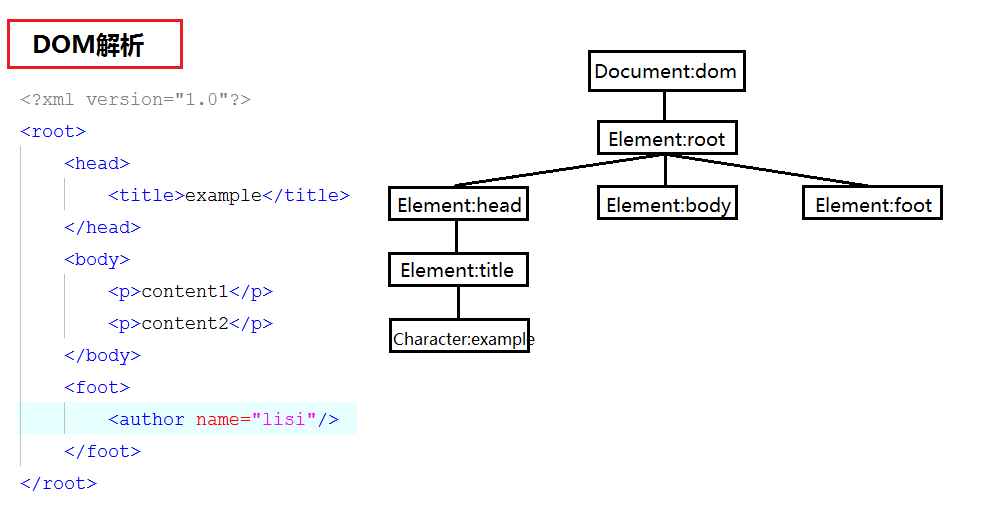 DOM解析
<?xml version="1.0"?>
<root>
<head>
<title>example</title>
</head>
<body>
<p>content1</p>
<p>content2</p>
</body>
<foot>
<author name="lisi"/>
</foot>
</root>
Document:dom
Element:root
Element:head
Element:body
Element:foot
Element:title
Character:example